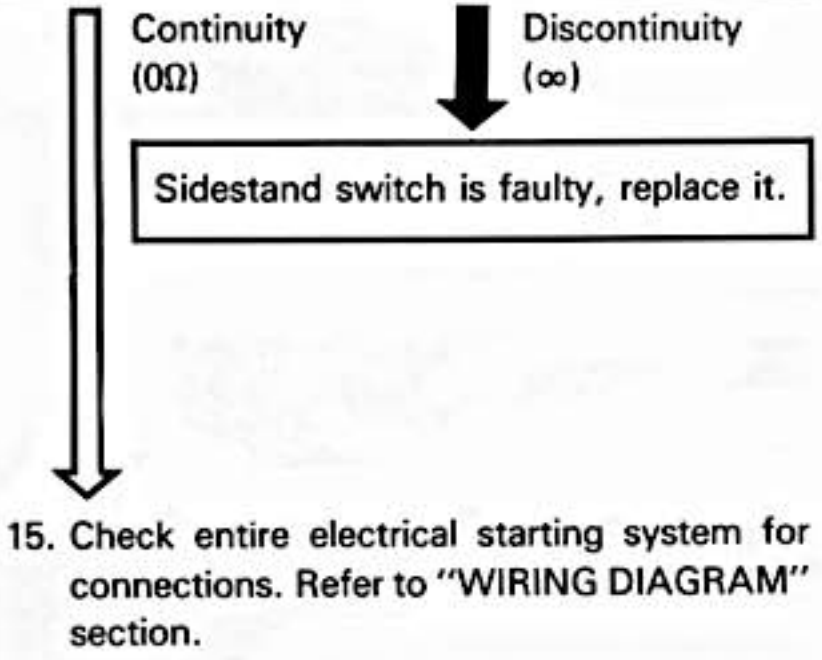 Continuity
(0Ω)
Discontinuity
(∞)
Sidestand switch is faulty, replace it.
15. Check entire electrical starting system for
connections. Refer to "WIRING DIAGRAM"
section.